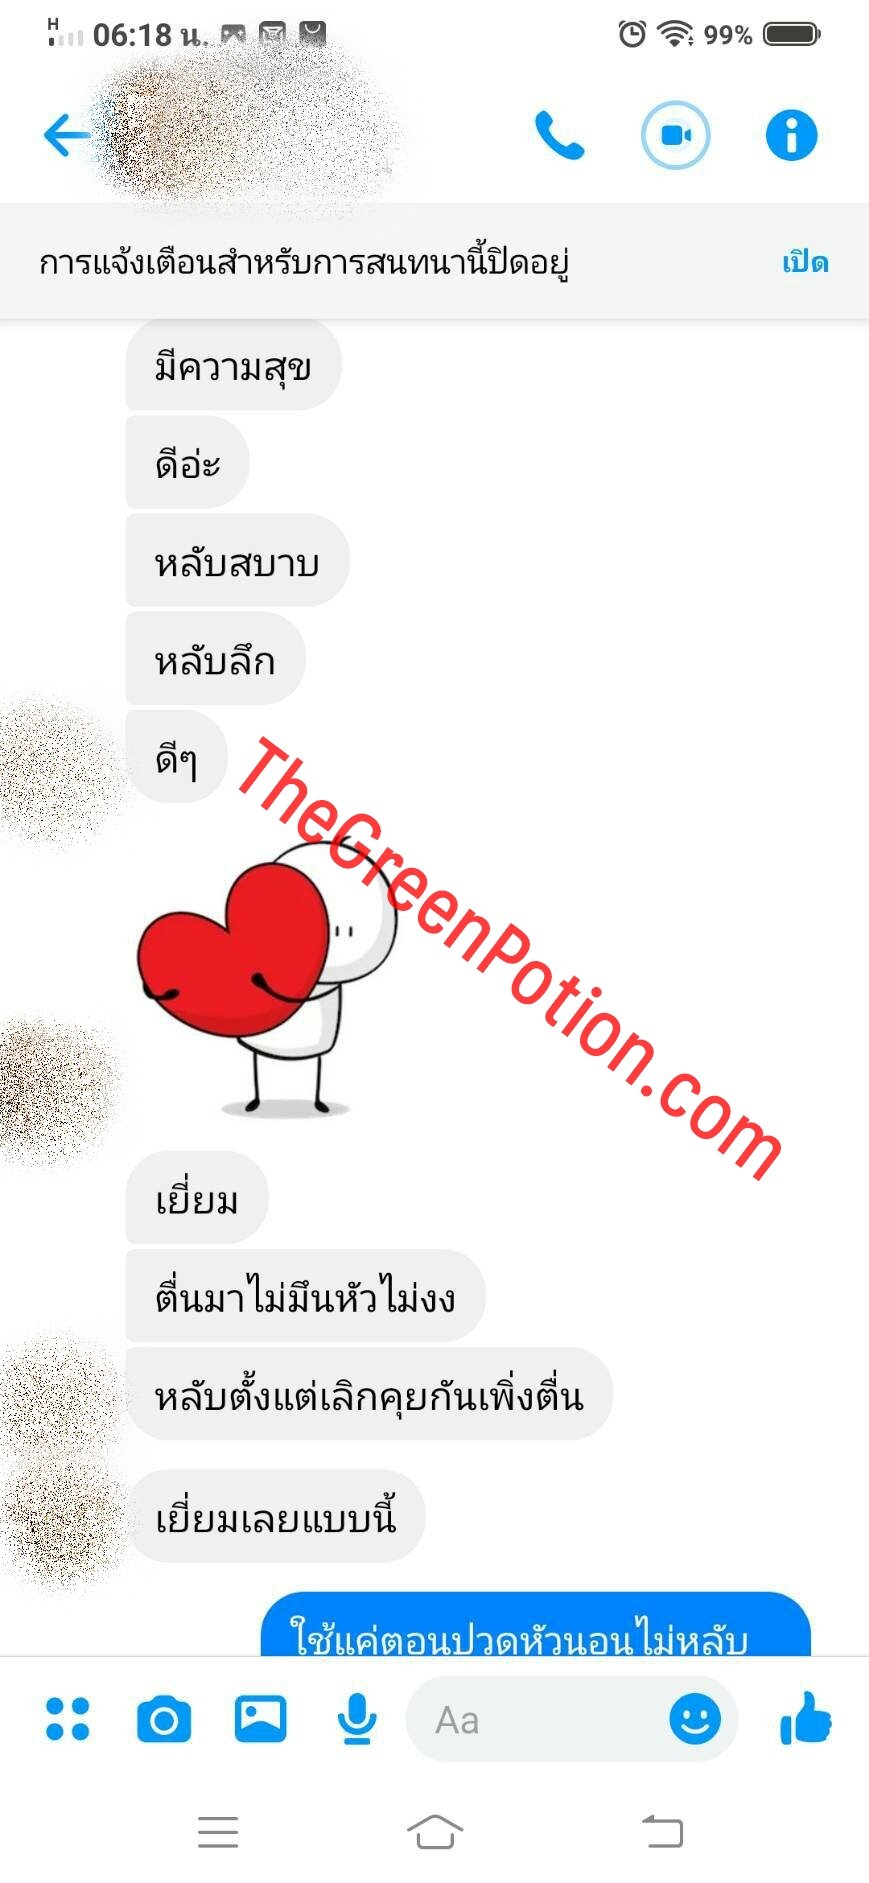 H
06:18 น.
99%
การแจ้งเตือนสำหรับการสนทนานี้ปิดอยู่
เปิด
มีความสุข
ดีอ่ะ
หลับสบาบ
หลับลึก
ดีๆ
TheGreenPotion.com
เยี่ยม
ตื่นมาไม่มึนหัวไม่งง
หลับตั้งแต่เลิกคุยกันเพิ่งตื่น
เยี่ยมเลยแบบนี้
ใช้แค่ตอนปวดหัวนอนไม่หลับ
Aa